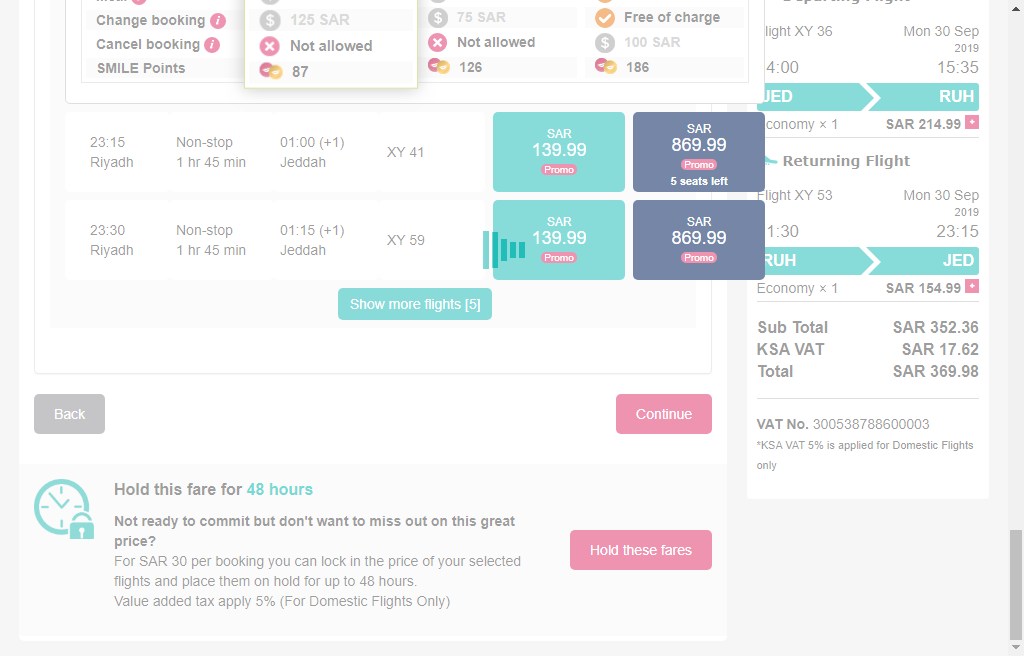 Change booking
125 SAR
75 SAR
Free of charge
Cancel booking
Not allowed
Not allowed
100 SAR
SMILE Points
87
126
186
23:15
Riyadh
Non-stop
1 hr 45 min
01:00 (+1)
Jeddah
XY 41
SAR
139.99
Promo
SAR
869.99
Promo
5 seats left
23:30
Riyadh
Non-stop
1 hr 45 min
01:15 (+1)
Jeddah
XY 59
SAR
139.99
Promo
SAR
869.99
Promo
Show more flights [5]
Back
Continue
Hold this fare for 48 hours
Not ready to commit but don't want to miss out on this great
price?
For SAR 30 per booking you can lock in the price of your selected
flights and place them on hold for up to 48 hours.
Value added tax apply 5% (For Domestic Flights Only)
Hold these fares
light XY 36
Mon 30 Sep
2019
4:00
15:35
JED
RUH
conomy × 1
SAR 214.99
Returning Flight
Flight XY 53
Mon 30 Sep
2019
1:30
23:15
RUH
JED
Economy × 1
SAR 154.99
Sub Total
SAR 352.36
KSA VAT
SAR 17.62
Total
SAR 369.98
VAT No. 300538788600003
*KSA VAT 5% is applied for Domestic Flights
only